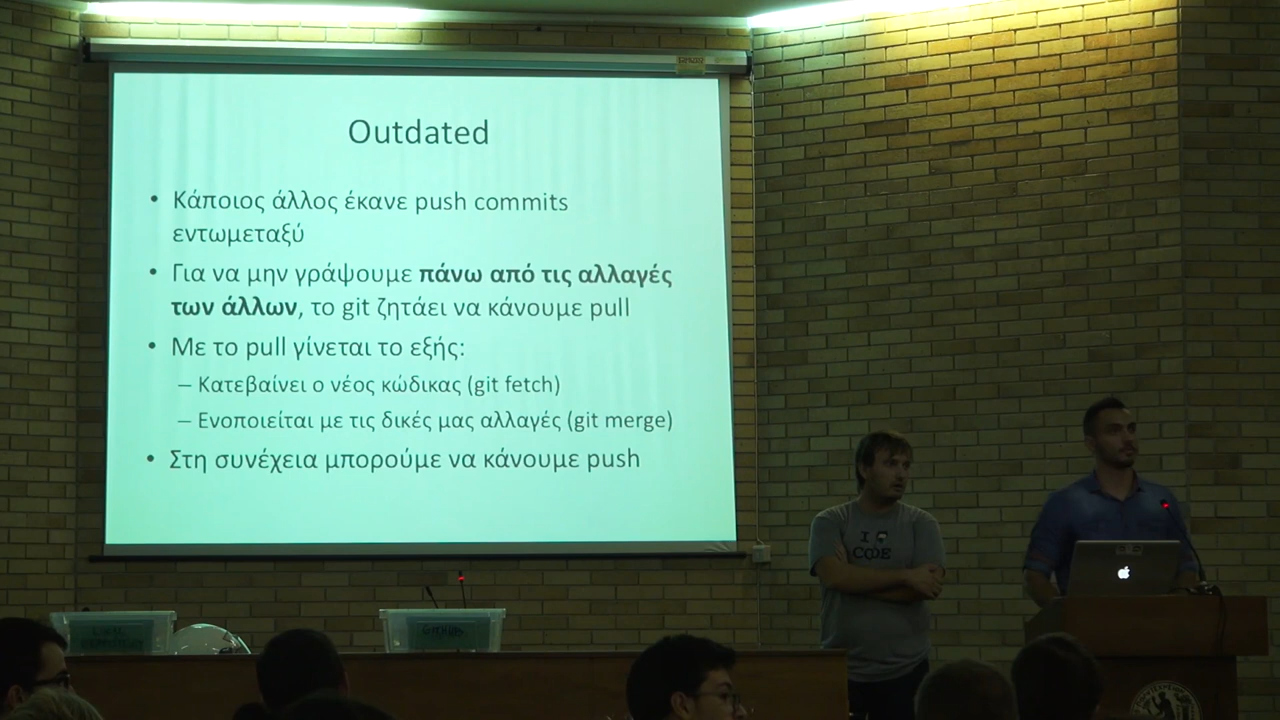 Outdated
• Κάποιος άλλος έκανε push commits
εντωμεταξύ
• Για να μην γράψουμε πάνω από τις αλλαγές
των άλλων, το git ζητάει να κάνουμε pull
• Με το pull γίνεται το εξής:
– Κατεβαίνει ο νέος κώδικας (git fetch)
– Ενοποιείται με τις δικές μας αλλαγές (git merge)
• Στη συνέχεια μπορούμε να κάνουμε push
I
CODE
GITHUB